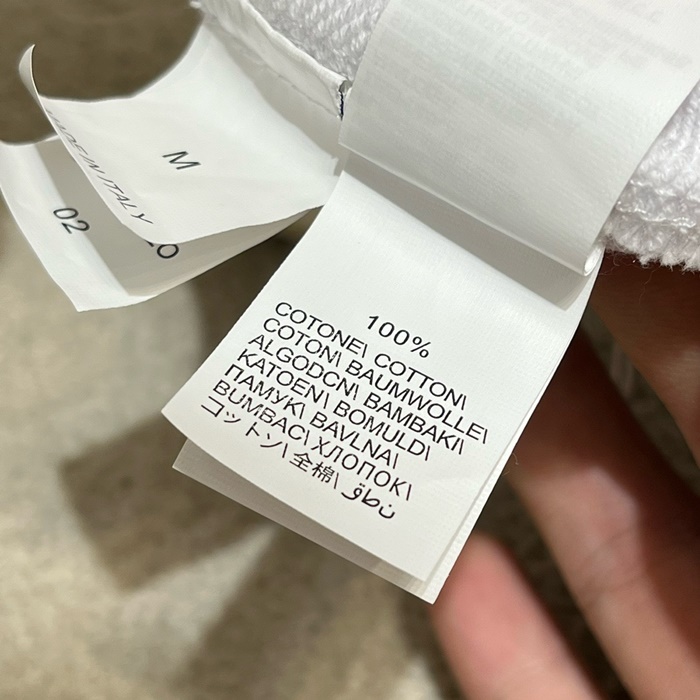 M
MADE IN ITALY
02
100%
COTONE\ COTTON\
COTON\ BAUMWOLLE\
ALGODCN\ BAMBAKI\
KATOEN\ BOMULD\
ПАМУК\ BAVLNA\
BUMBAC\ ХЛОПОК\
コットン\ 全棉\ قطن